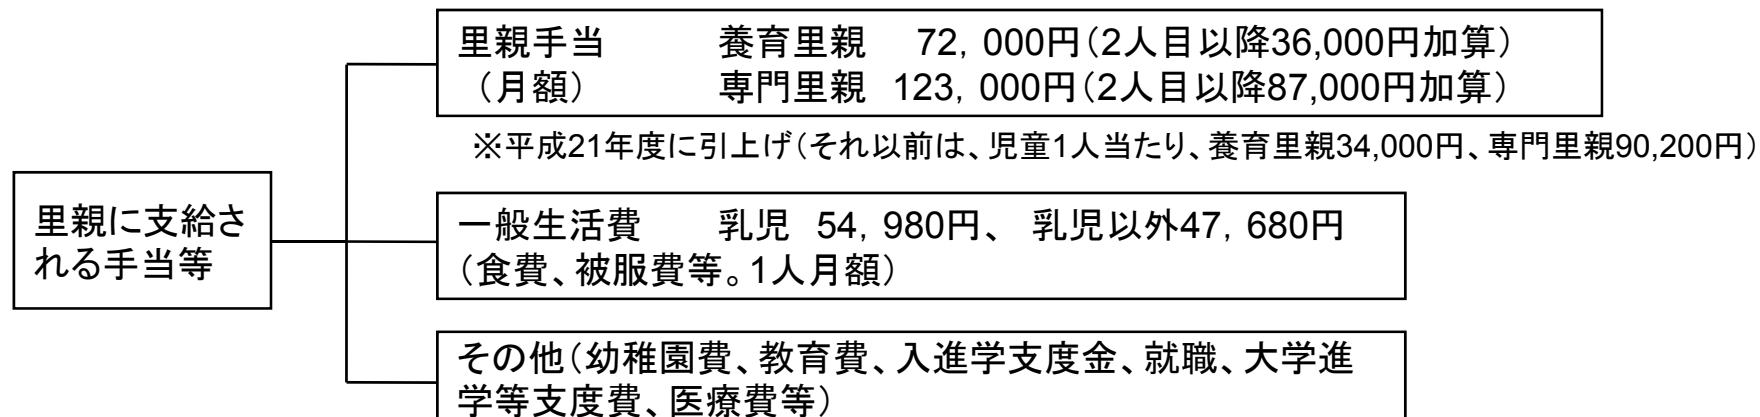 里親手当　　養育里親　 72，000円（2人目以降36,000円加算）
（月額）　　　専門里親　123，000円（2人目以降87,000円加算）
※平成21年度に引上げ（それ以前は、児童1人当たり、養育里親34,000円、専門里親90,200円）
里親に支給さ
れる手当等
一般生活費　　乳児　54，980円、 乳児以外47，680円
（食費、被服費等。1人月額）
その他（幼稚園費、教育費、入進学支度金、就職、大学進
学等支度費、医療費等）